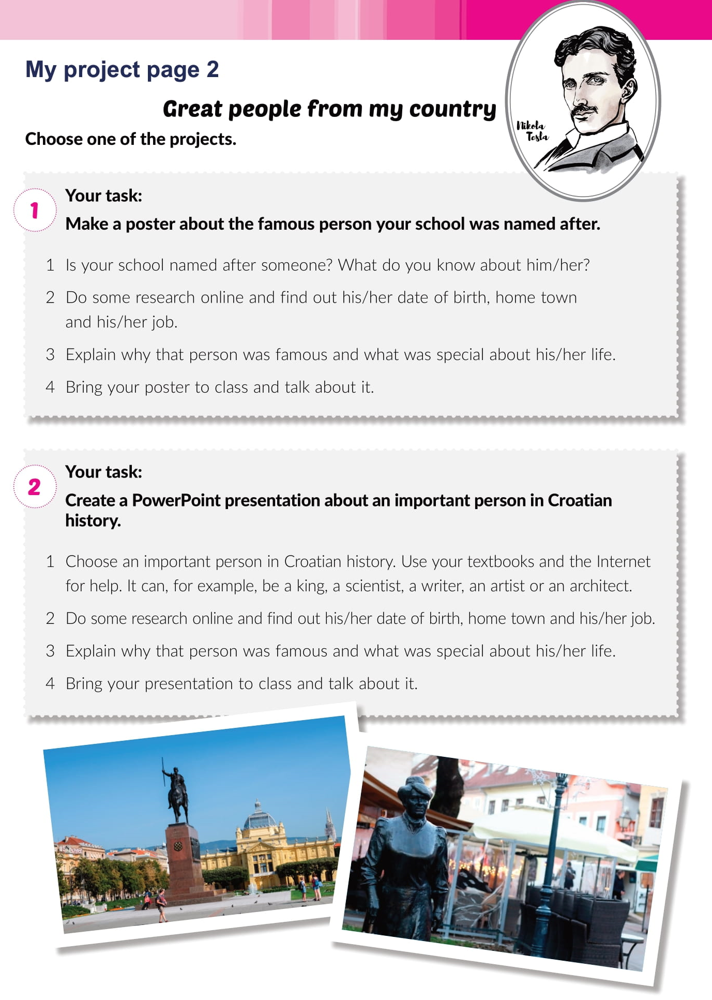 My project page 2
Great people from my country
Nikola
Tesla
Choose one of the projects.
1
Your task:
Make a poster about the famous person your school was named after.
1 Is your school named after someone? What do you know about him/her?
2 Do some research online and find out his/her date of birth, home town
and his/her job.
3 Explain why that person was famous and what was special about his/her life.
4 Bring your poster to class and talk about it.
2
Your task:
Create a PowerPoint presentation about an important person in Croatian
history.
1 Choose an important person in Croatian history. Use your textbooks and the Internet
for help. It can, for example, be a king, a scientist, a writer, an artist or an architect.
2 Do some research online and find out his/her date of birth, home town and his/her job.
3 Explain why that person was famous and what was special about his/her life.
4 Bring your presentation to class and talk about it.